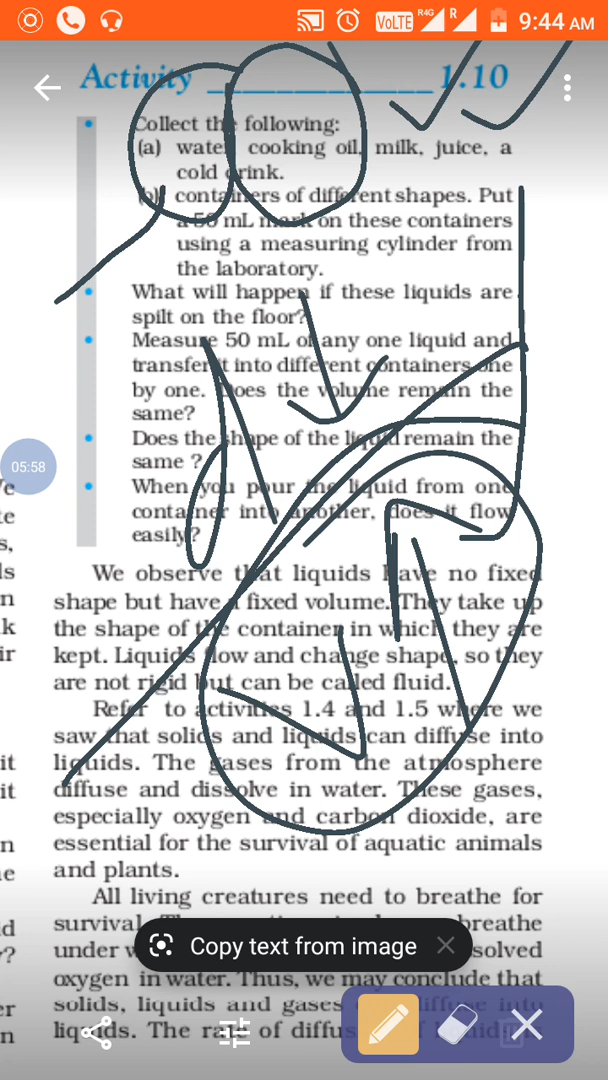 VoLTE R4G R 9:44 AM
Activity 1.10
• Collect the following:
(a) water, cooking oil, milk, juice, a
cold drink.
(b) containers of different shapes. Put
a 50 mL mark on these containers
using a measuring cylinder from
the laboratory.
• What will happen if these liquids are
spilt on the floor?
• Measure 50 mL of any one liquid and
transfer it into different containers one
by one. Does the volume remain the
same?
• Does the shape of the liquid remain the
same ?
05:58
• When you pour the liquid from one
container into another, does it flow
easily?
We observe that liquids have no fixed
shape but have a fixed volume. They take up
the shape of the container in which they are
kept. Liquids flow and change shape, so they
are not rigid but can be called fluid.
Refer to activities 1.4 and 1.5 where we
saw that solids and liquids can diffuse into
liquids. The gases from the atmosphere
diffuse and dissolve in water. These gases,
especially oxygen and carbon dioxide, are
essential for the survival of aquatic animals
and plants.
All living creatures need to breathe for
survival. breathe
under
Copy text from image
oxygen in water. Thus, we may conclude that
solids, liquids and gases diffuse into
liquids. The rate of